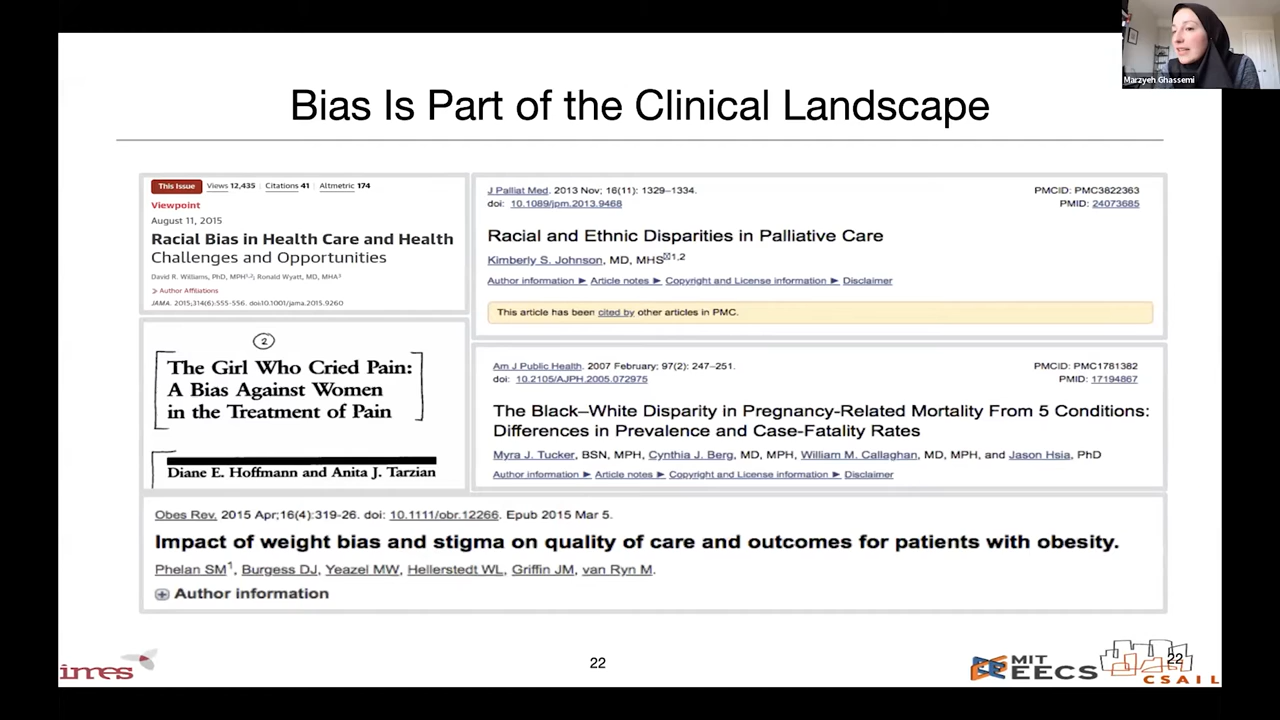 Marzyeh Ghassemi
Bias Is Part of the Clinical Landscape
This Issue Views 12,435 | Citations 41 | Altmetric 174
Viewpoint
August 11, 2015
Racial Bias in Health Care and Health
Challenges and Opportunities
David R. Williams, PhD, MPH1,2; Ronald Wyatt, MD, MHA3
Author Affiliations
JAMA. 2015;314(6):555-556. doi:10.1001/jama.2015.9260
J Palliat Med. 2013 Nov; 16(11): 1329–1334.
PMCID: PMC3822363
doi: 10.1089/jpm.2013.9468
PMID: 24073685
Racial and Ethnic Disparities in Palliative Care
Kimberly S. Johnson, MD, MHS✉1,2
Author information ► Article notes ► Copyright and License information ► Disclaimer
This article has been cited by other articles in PMC.
2
The Girl Who Cried Pain:
A Bias Against Women
in the Treatment of Pain
Diane E. Hoffmann and Anita J. Tarzian
Am J Public Health. 2007 February; 97(2): 247–251.
PMCID: PMC1781382
doi: 10.2105/AJPH.2005.072975
PMID: 17194867
The Black–White Disparity in Pregnancy-Related Mortality From 5 Conditions:
Differences in Prevalence and Case-Fatality Rates
Myra J. Tucker, BSN, MPH, Cynthia J. Berg, MD, MPH, William M. Callaghan, MD, MPH, and Jason Hsia, PhD
Author information ► Article notes ► Copyright and License information ► Disclaimer
Obes Rev. 2015 Apr;16(4):319-26. doi: 10.1111/obr.12266. Epub 2015 Mar 5.
Impact of weight bias and stigma on quality of care and outcomes for patients with obesity.
Phelan SM1, Burgess DJ, Yeazel MW, Hellerstedt WL, Griffin JM, van Ryn M.
Author information
imes
22
MIT
EECS
22
CSAIL